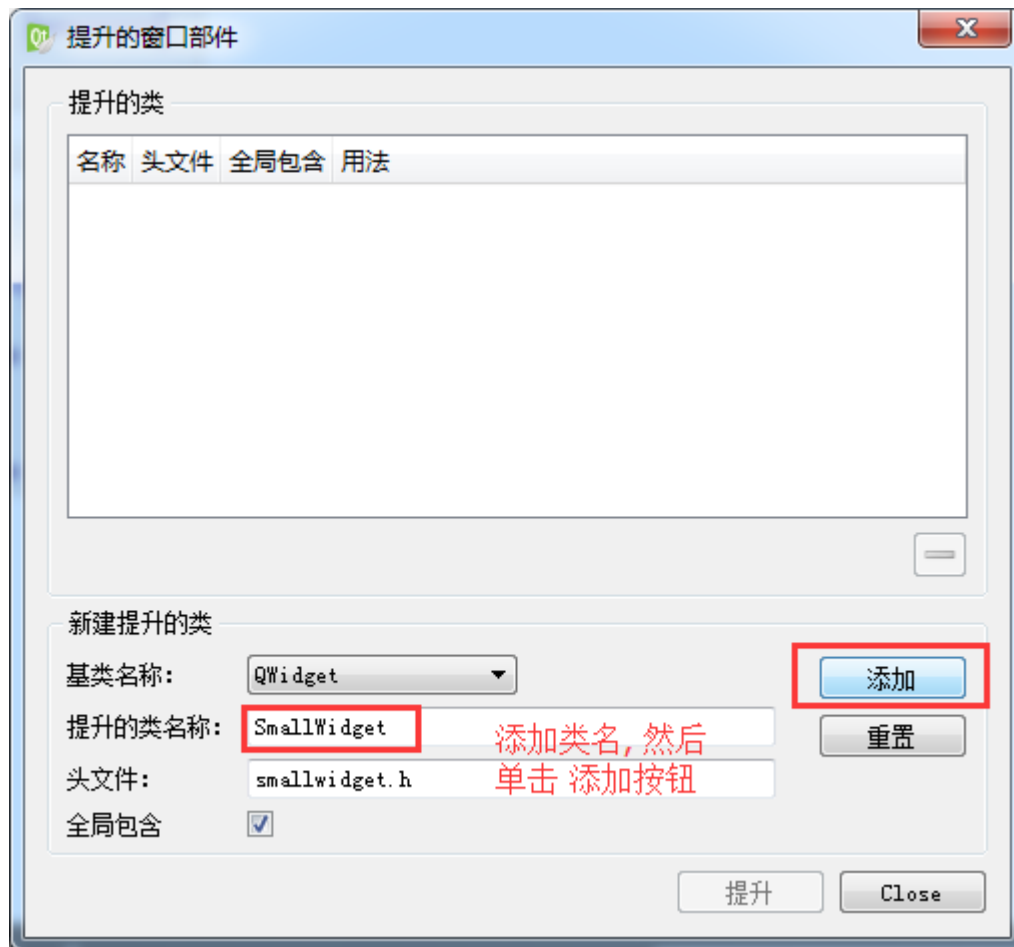 提升的窗口部件
提升的类
名称 头文件 全局包含 用法
新建提升的类
基类名称: QWidget
添加
提升的类名称: SmallWidget
添加类名, 然后
重置
头文件: smallwidget.h
单击 添加按钮
全局包含
提升
Close